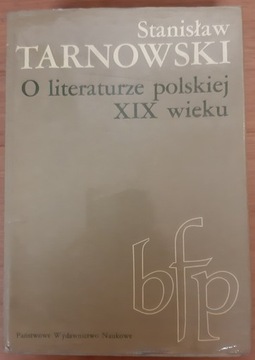 Stanisław
TARNOWSKI
O literaturze polskiej
XIX wieku
bfp
Państwowe Wydawnictwo Naukowe